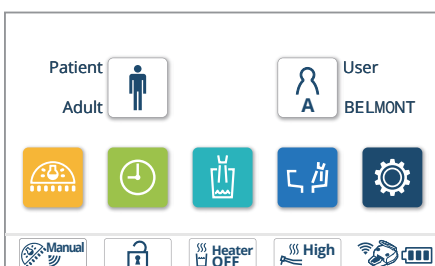 Patient
User
Adult
A
BELMONT
Manual
Heater
OFF
High